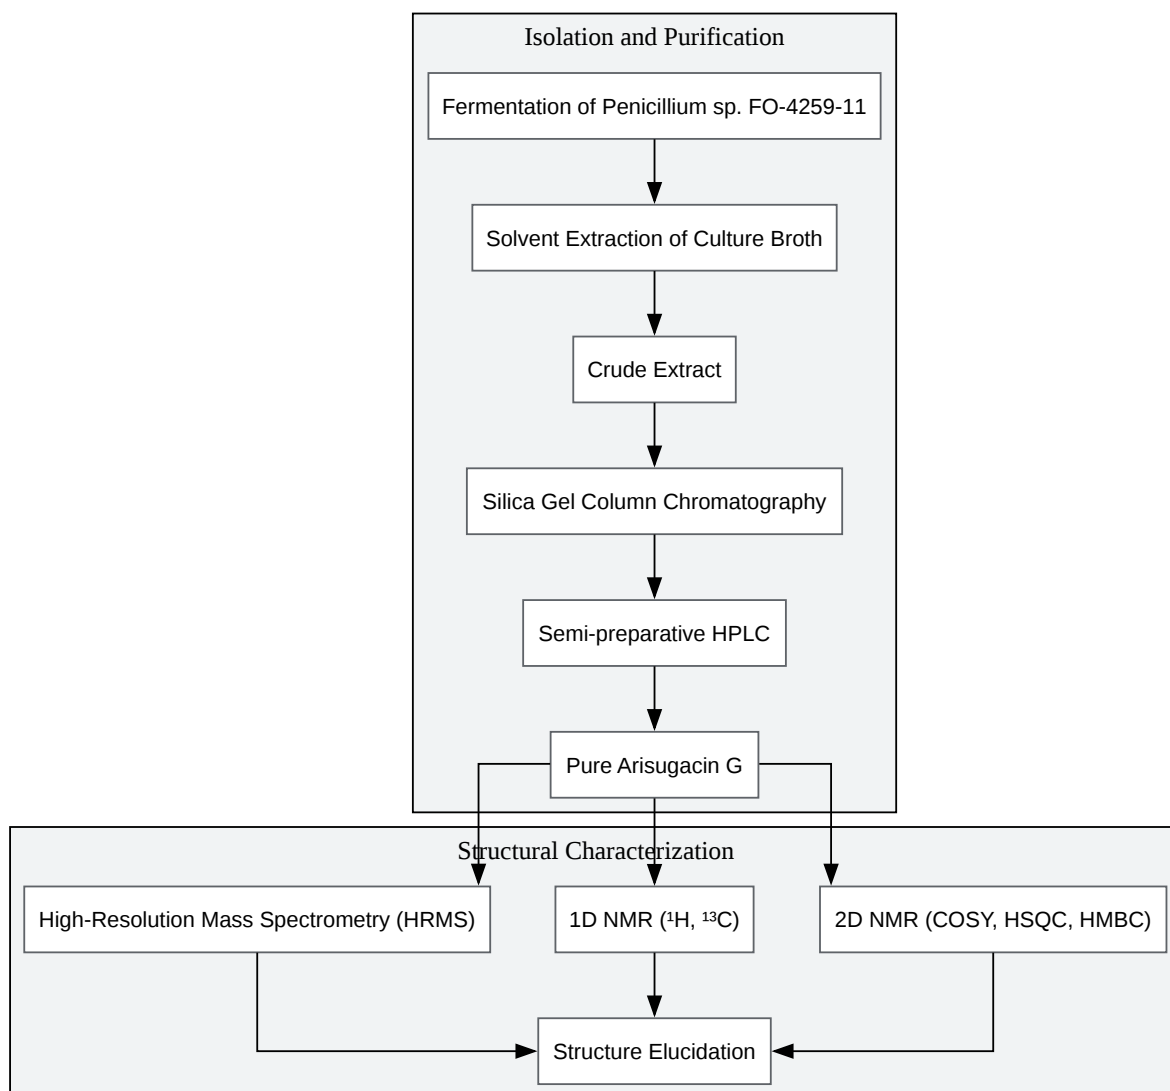 Isolation and Purification
Fermentation of Penicillium sp. FO-4259-11
Solvent Extraction of Culture Broth
Crude Extract
Silica Gel Column Chromatography
Semi-preparative HPLC
Pure Arisugacin G
Structural Characterization
High-Resolution Mass Spectrometry (HRMS)
1D NMR (¹H, ¹³C)
2D NMR (COSY, HSQC, HMBC)
Structure Elucidation